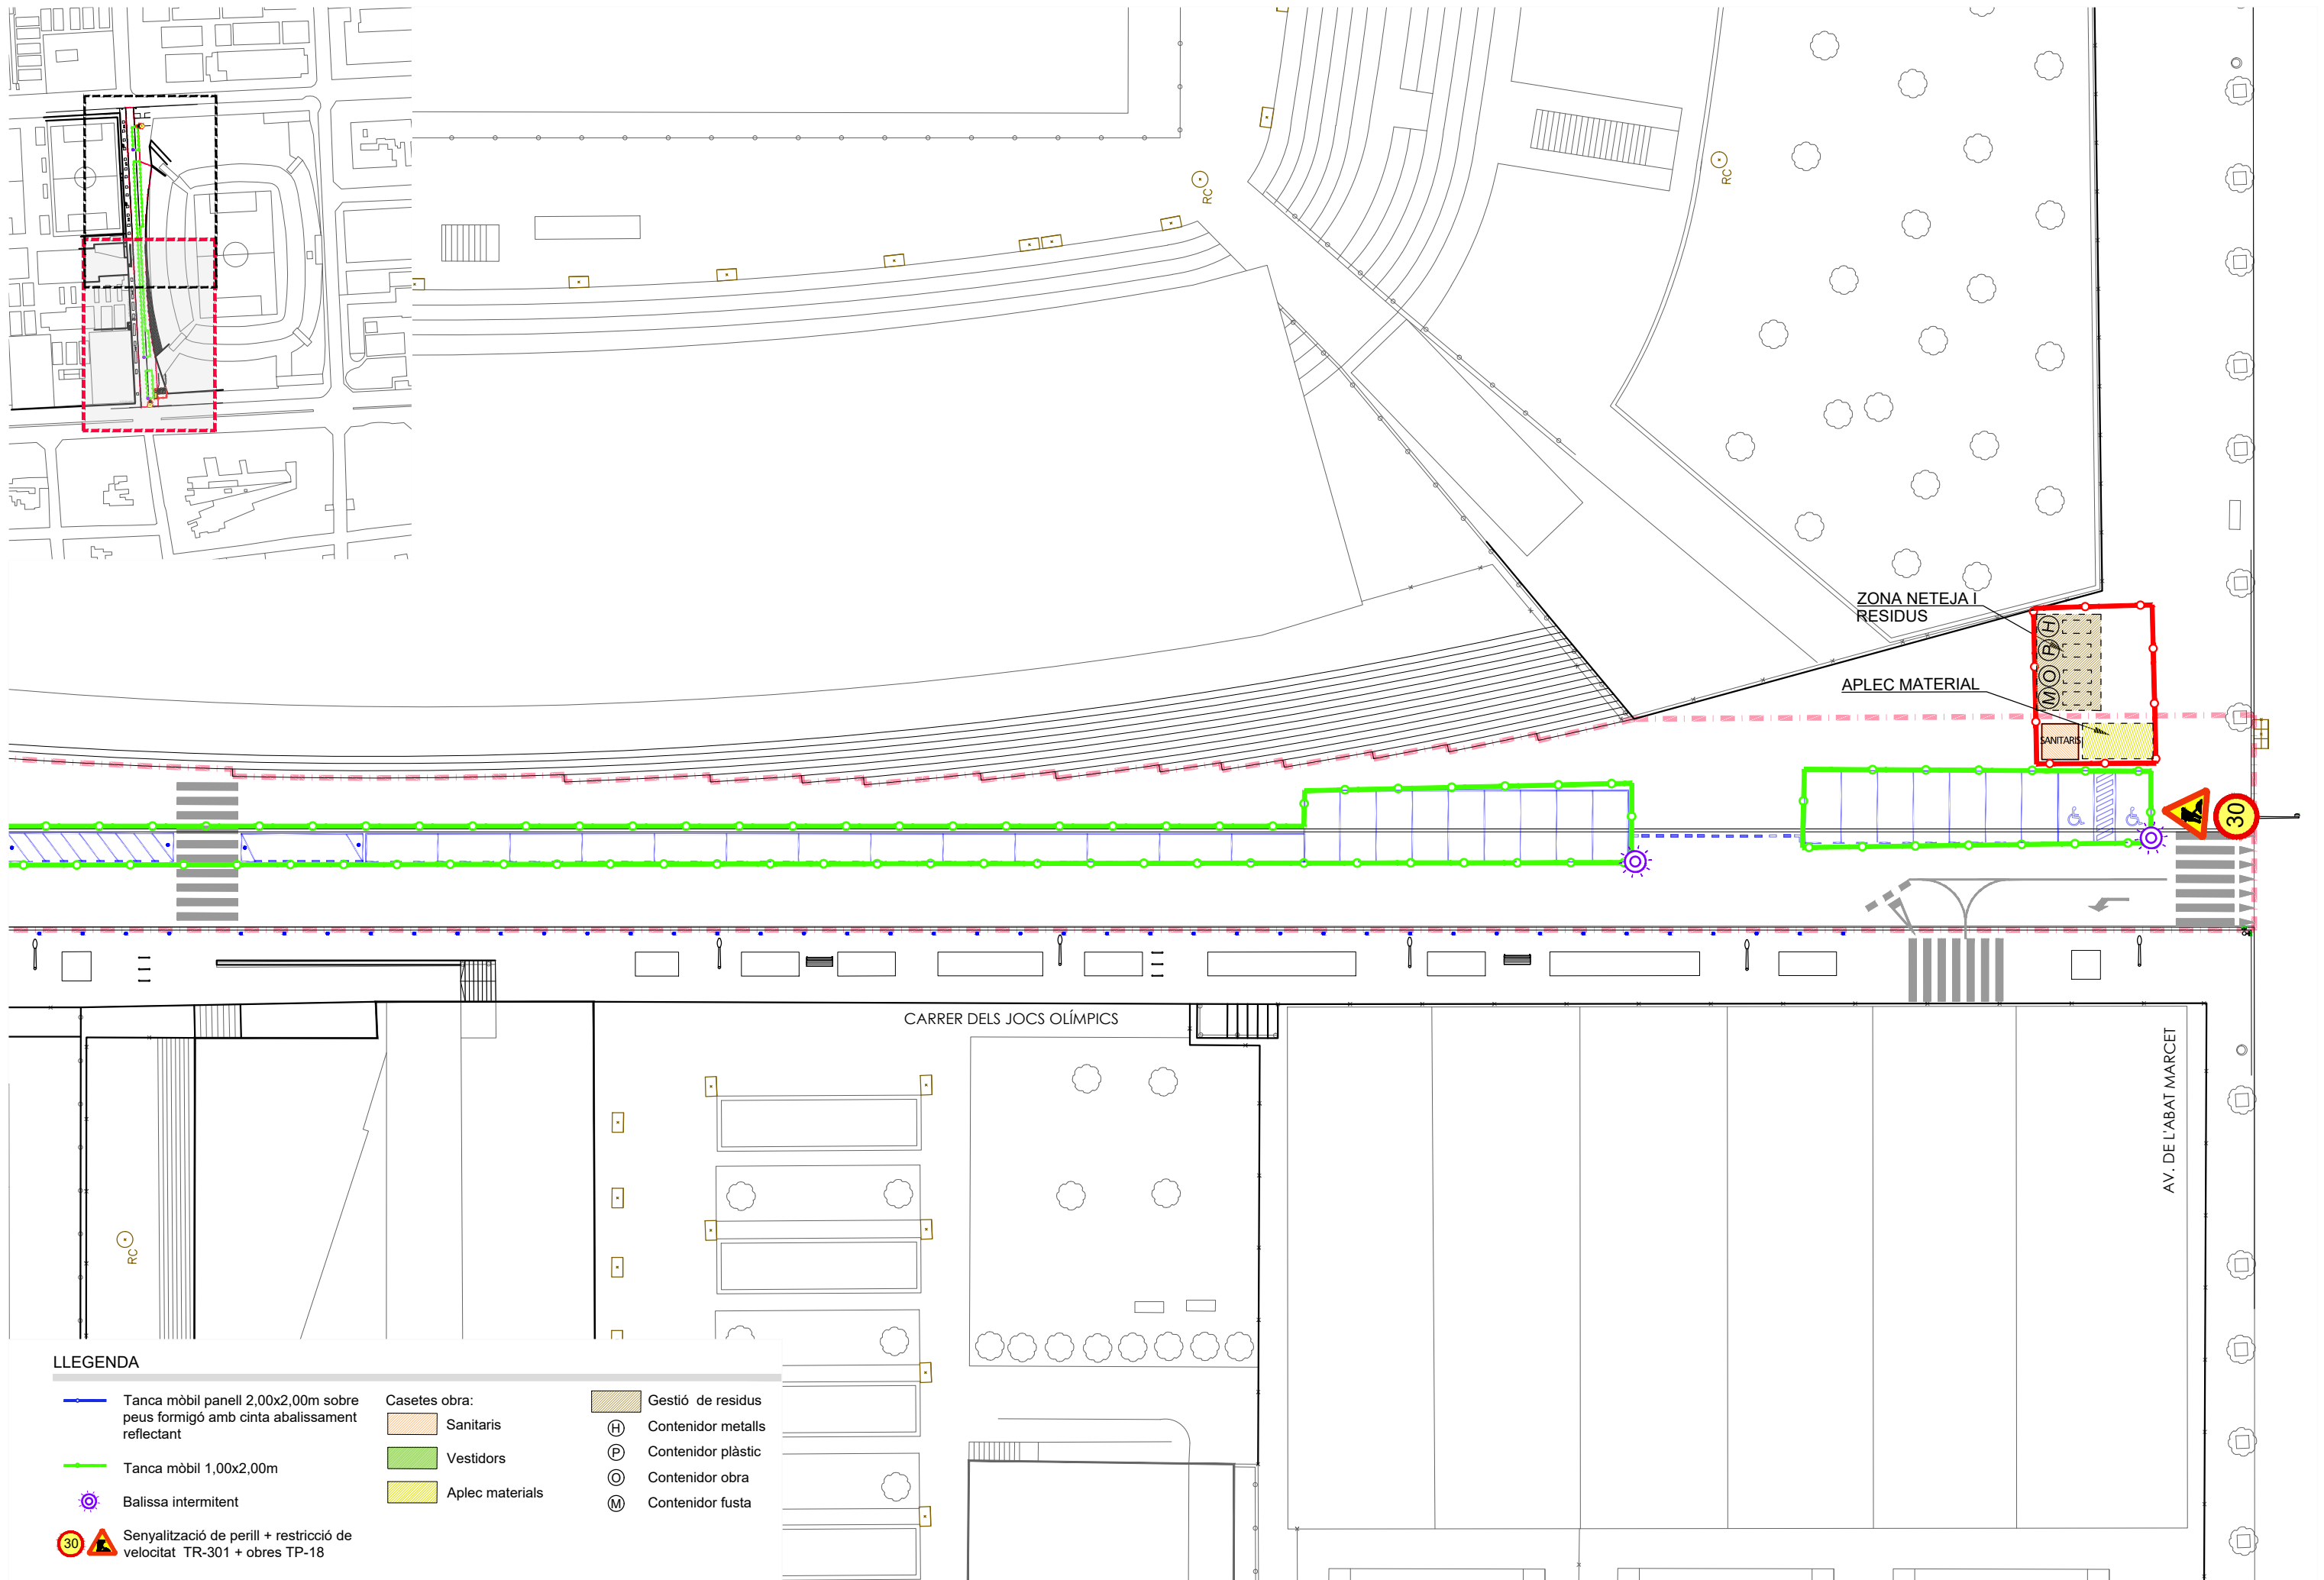 RC
RC
ZONA NETEJA I
RESIDUS
H
P
O
M
APLEC MATERIAL
SANITARIS
30
CARRER DELS JOCS OLÍMPICS
AV. DE L'ABAT MARCET
RC
LLEGENDA
Tanca mòbil panell 2,00x2,00m sobre
peus formigó amb cinta abalissament
reflectant
Tanca mòbil 1,00x2,00m
Balissa intermitent
30
Senyalització de perill + restricció de
velocitat TR-301 + obres TP-18
Casetes obra:
Sanitaris
Vestidors
Aplec materials
Gestió de residus
H Contenidor metalls
P Contenidor plàstic
O Contenidor obra
M Contenidor fusta